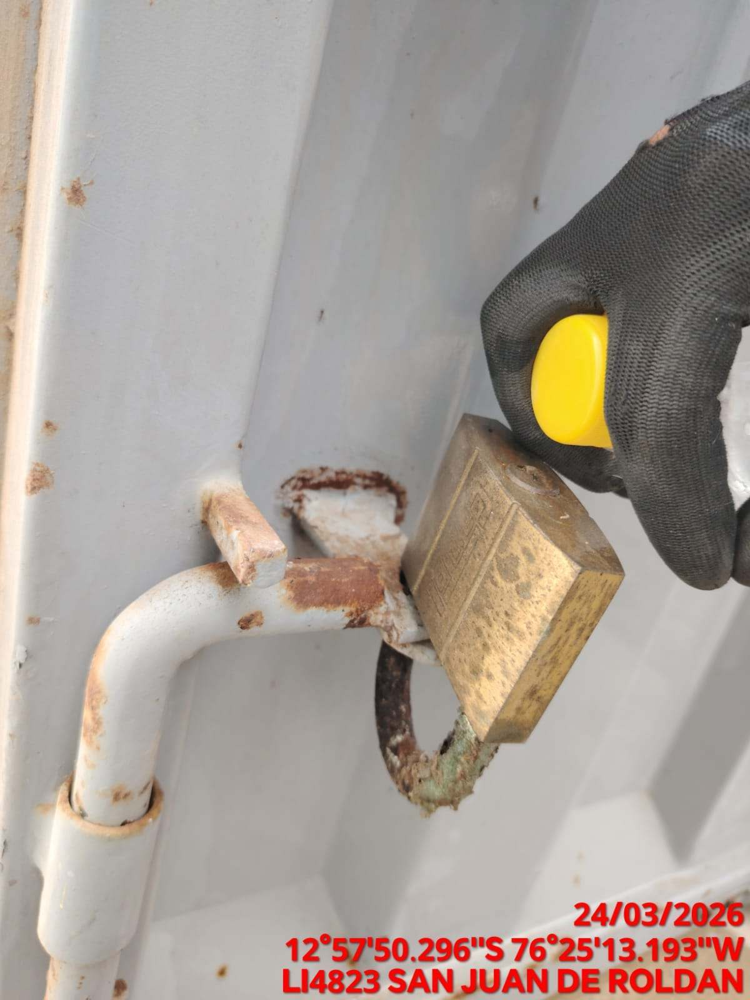 24/03/2026
12°57'50.296"S 76°25'13.193"W
LI4823 SAN JUAN DE ROLDAN